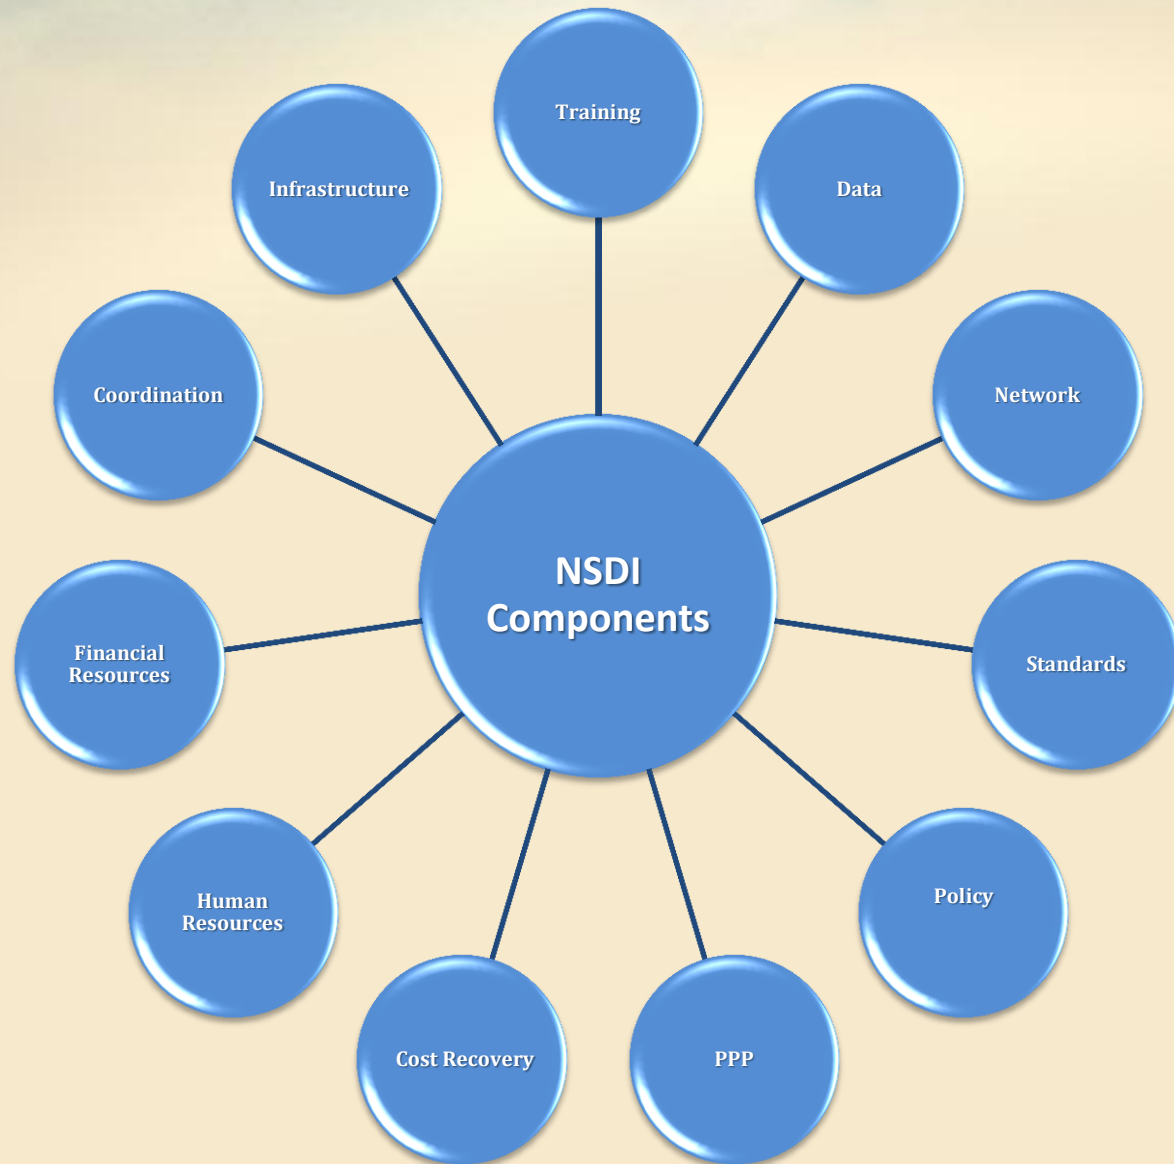 Training
Data
Network
Standards
Policy
PPP
Cost Recovery
Human
Resources
Financial
Resources
Coordination
Infrastructure
NSDI
Components